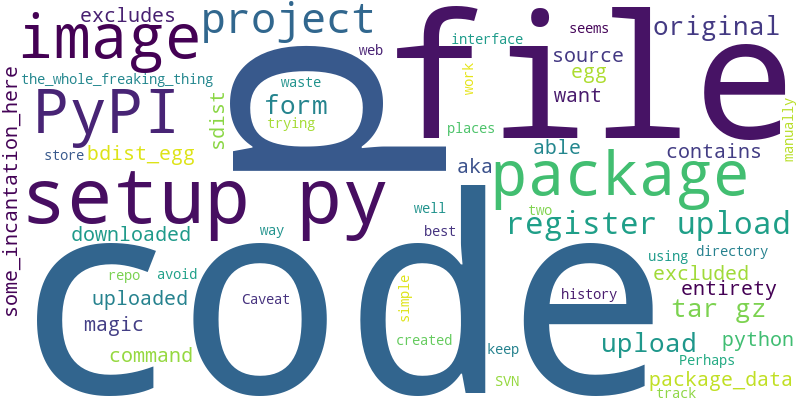 excludes
project
file
image
web
interface
seems
original
the_whole_freaking_thing
waste
work
source
egg
PyPI
sdist
form
trying
want
p
manually
some_incantation_here
store
bdist_egg
places
able
contains
aka
package
setup py
well
two
register upload
downloaded
way
best
code
using
directory
repo
avoid
excluded
uploaded
Caveat
simple
history
entirety
magic
tar gz
created
keep
upload
python
command
Perhaps
SVN
package_data
track